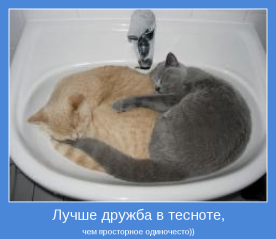 Лучше дружба в тесноте,
чем просторное одиночесто))